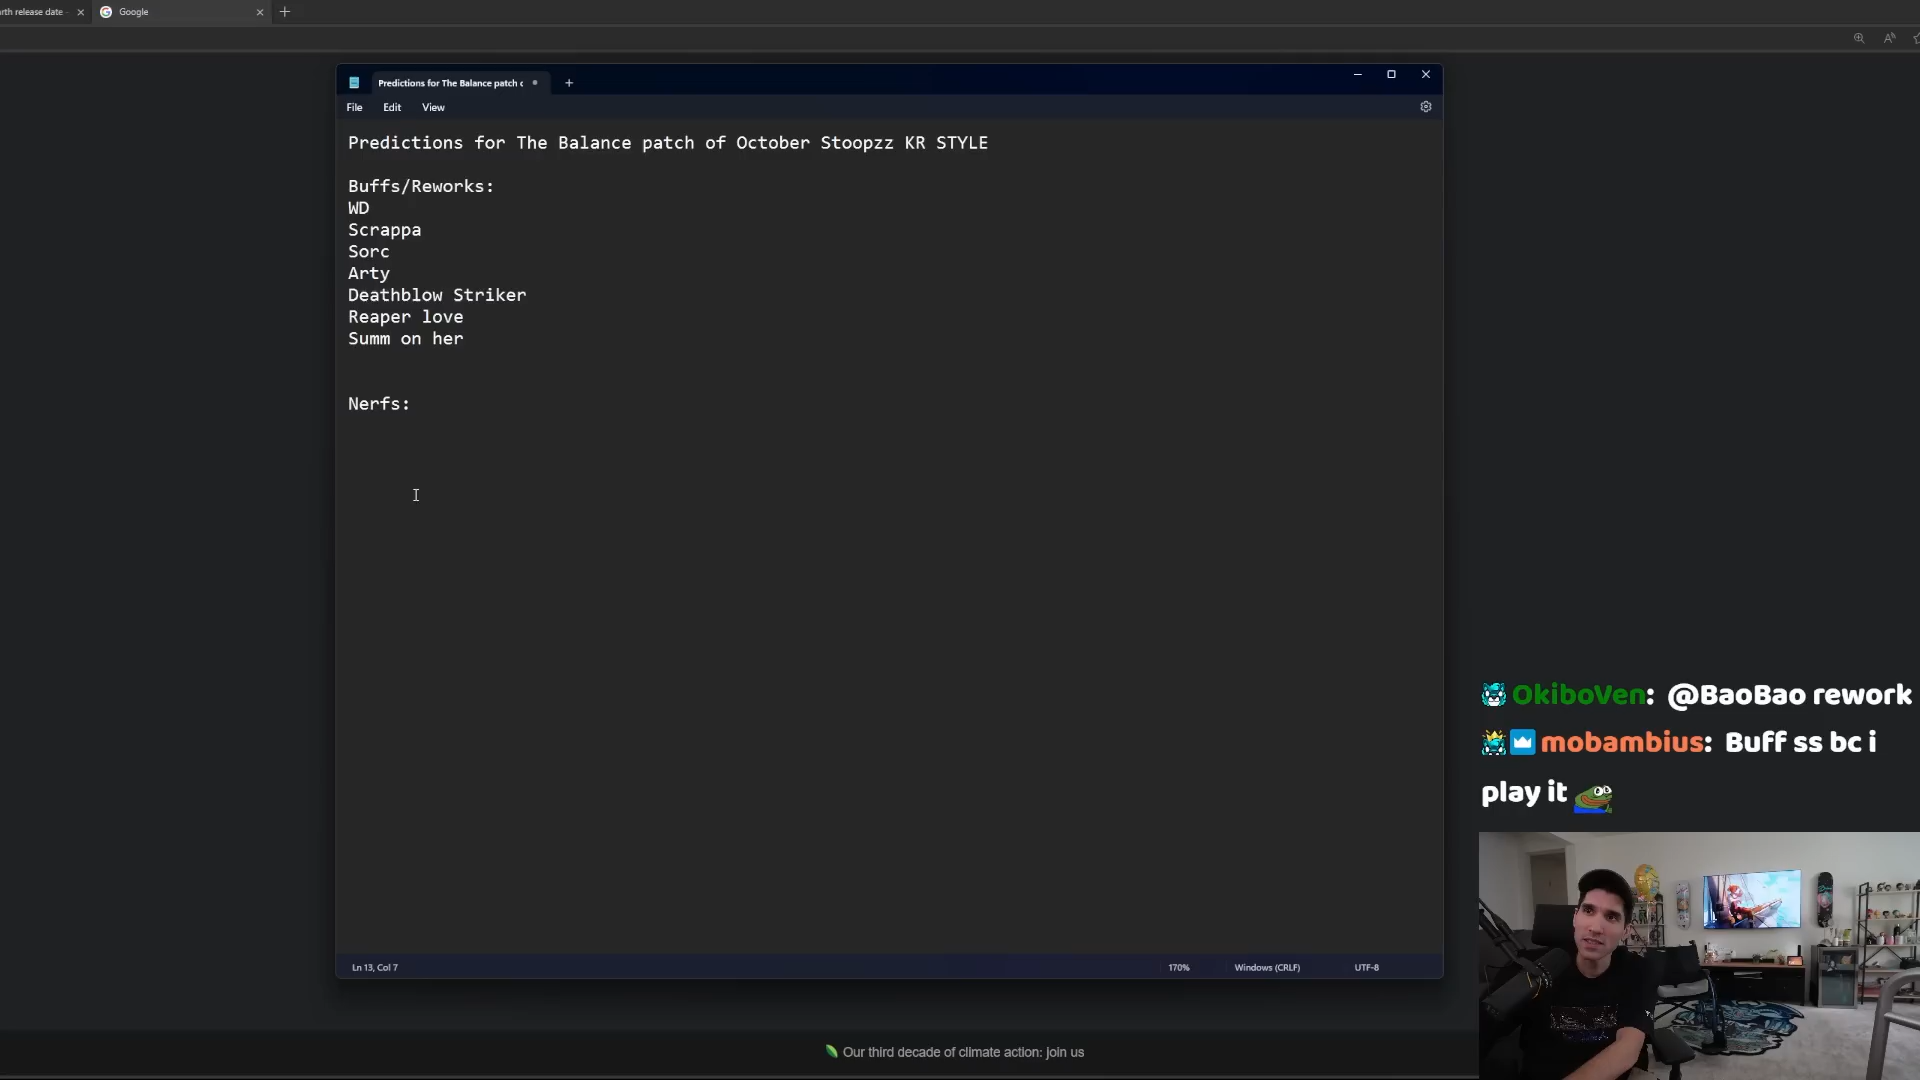 rth release date
Google
Predictions for The Balance patch c
File Edit View
Predictions for The Balance patch of October Stoopzz KR STYLE
Buffs/Reworks:
WD
Scrappa
Sorc
Arty
Deathblow Striker
Reaper love
Summ on her
Nerfs:
OkiboVen: @BaoBao rework
mobambius: Buff ss bc i
play it
Ln 13, Col 7
170%
Windows (CRLF)
UTF-8
Our third decade of climate action: join us